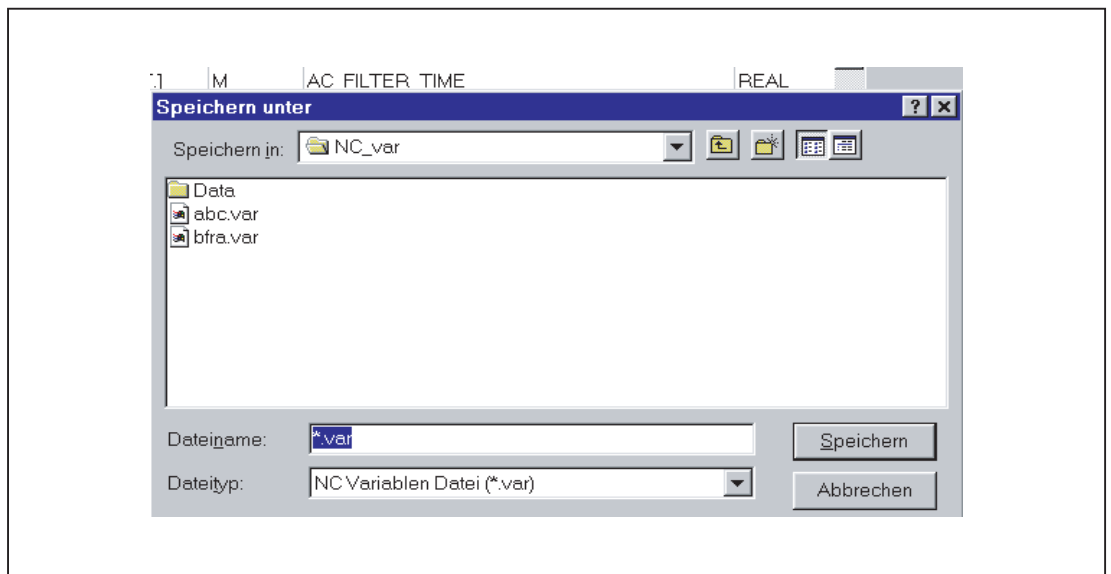 .] M AC FILTER TIME REAL
Speichern unter
Speichern in: NC_var
Data
abc.var
bfra.var
Dateiname: *.var Speichern
Dateityp: NC Variablen Datei (*.var) Abbrechen